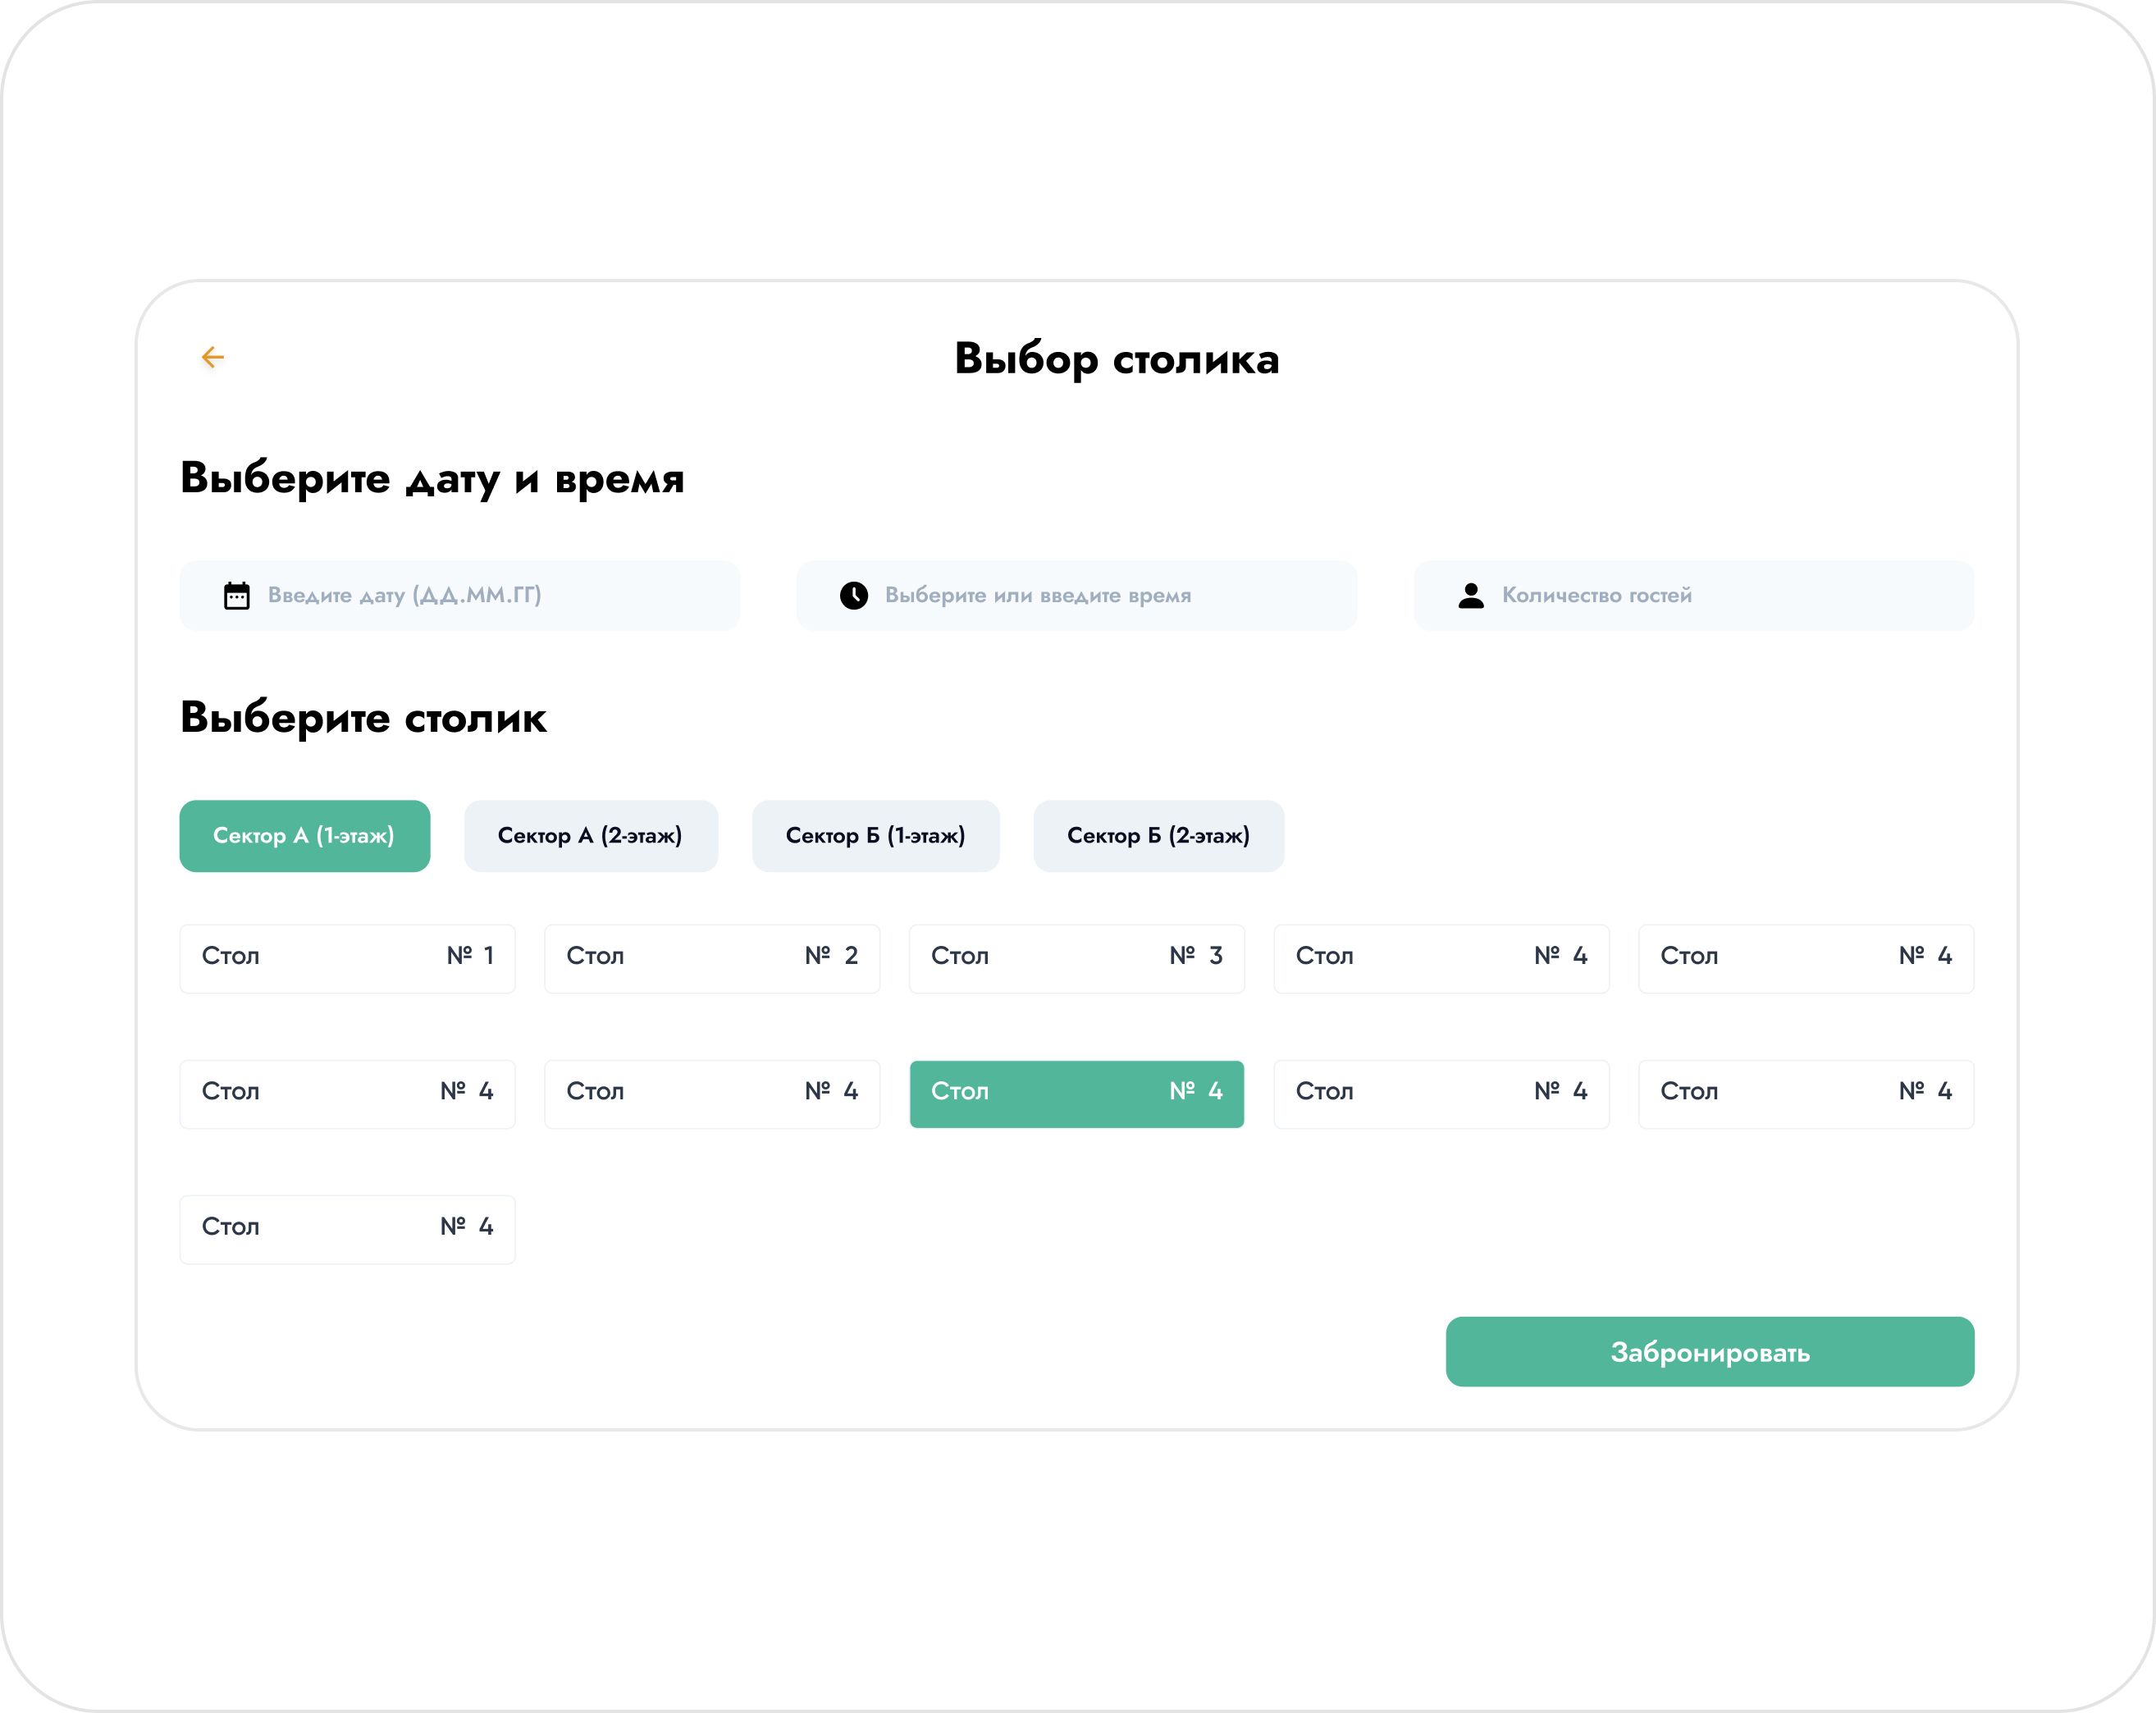 Выбор столика
Выберите дату и время
Введите дату (ДД.ММ.ГГ)
Выберите или введите время
Количество гостей
Выберите столик
Сектор А (1-этаж)
Сектор А (2-этаж)
Сектор Б (1-этаж)
Сектор Б (2-этаж)
Стол № 1
Стол № 2
Стол № 3
Стол № 4
Стол № 4
Стол № 4
Стол № 4
Стол № 4
Стол № 4
Стол № 4
Стол № 4
Забронировать